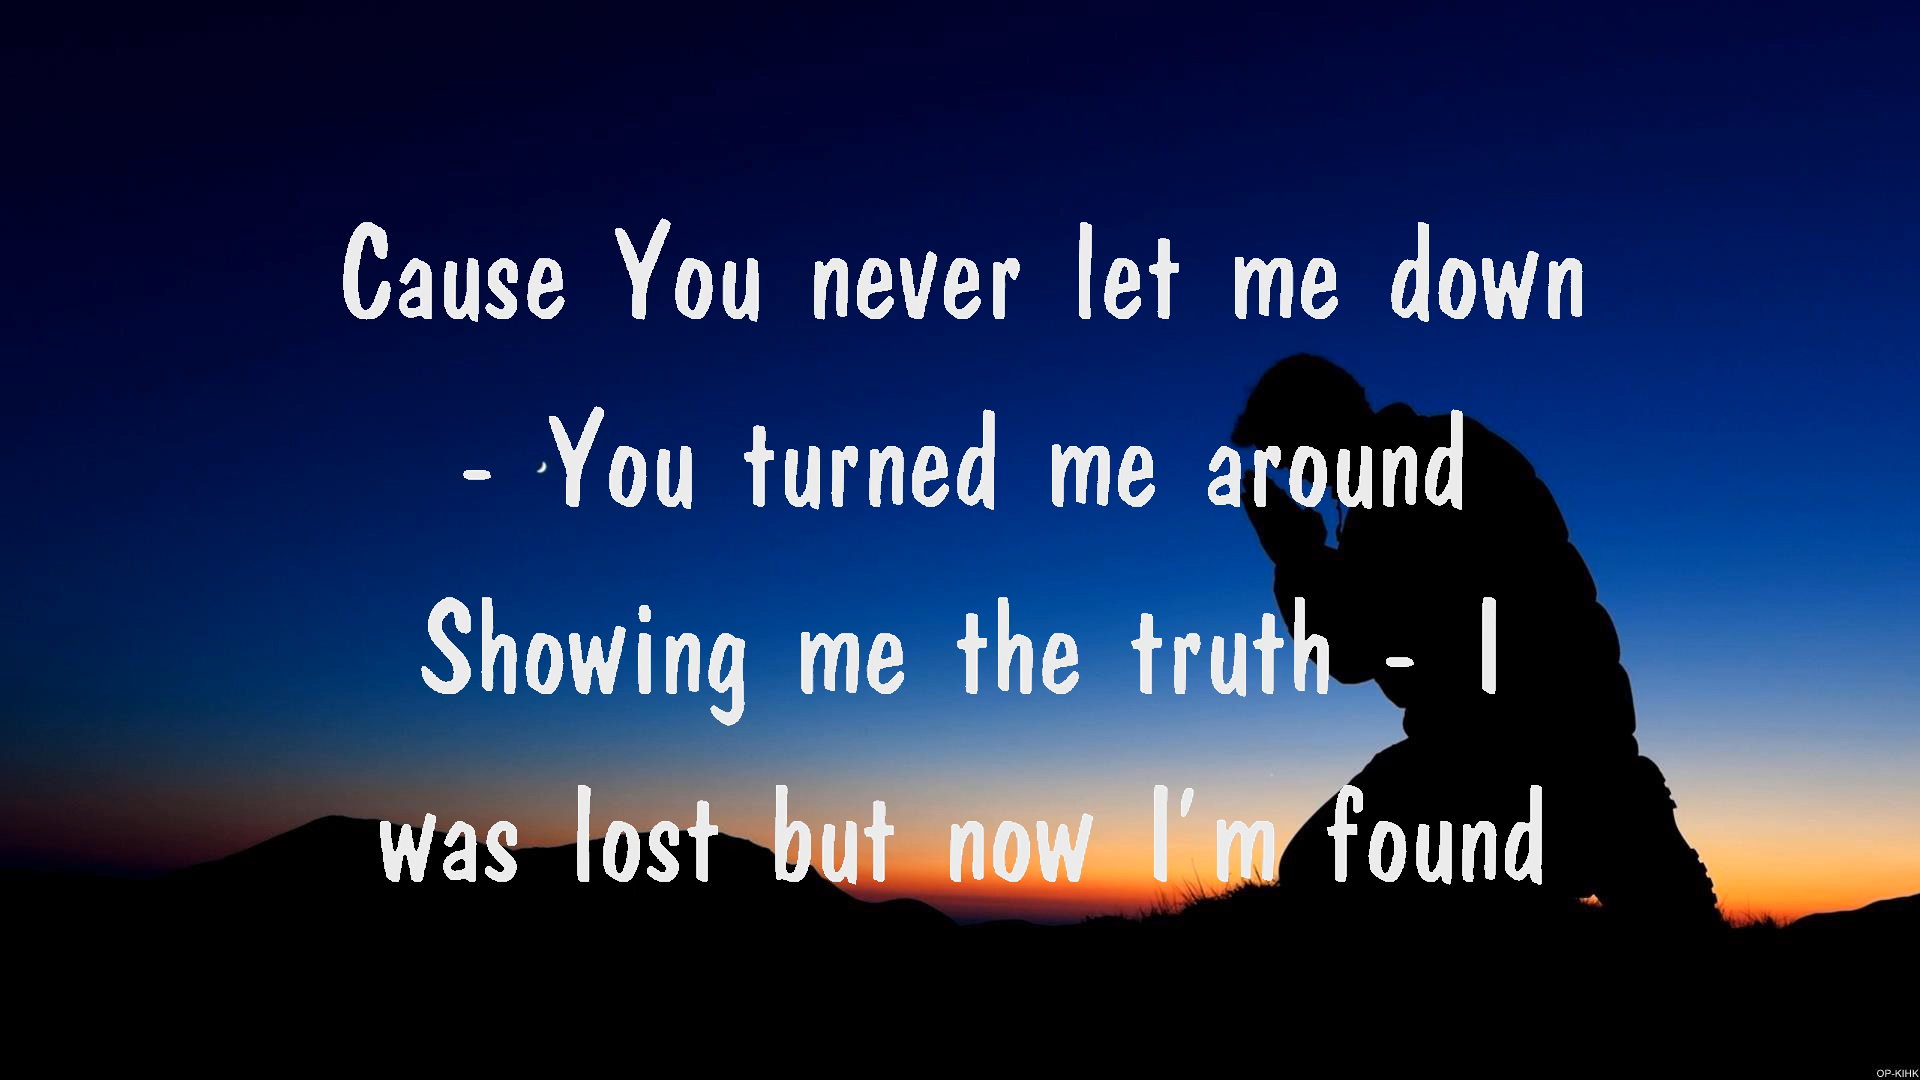 Cause You never let me down
- You turned me around
Showing me the truth - I
was lost but now I'm found
OP-KIHK